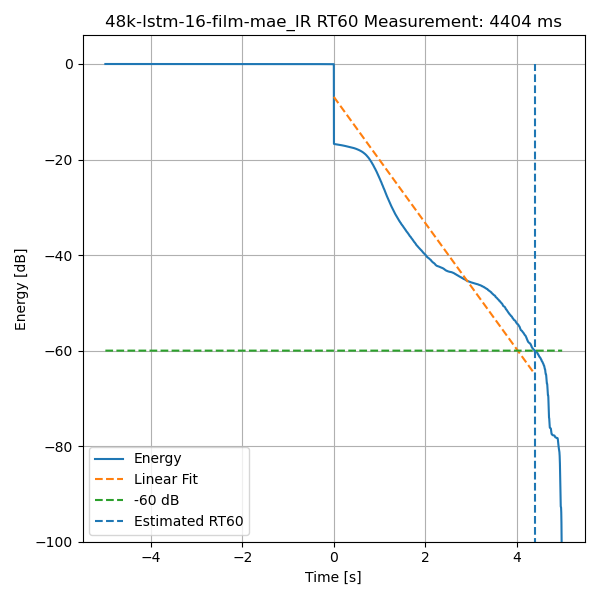 48k-lstm-16-film-mae_IR RT60 Measurement: 4404 ms
Energy [dB]
0
−20
−40
−60
−80
−100
Energy
Linear Fit
-60 dB
Estimated RT60
−4
−2
0
2
4
Time [s]